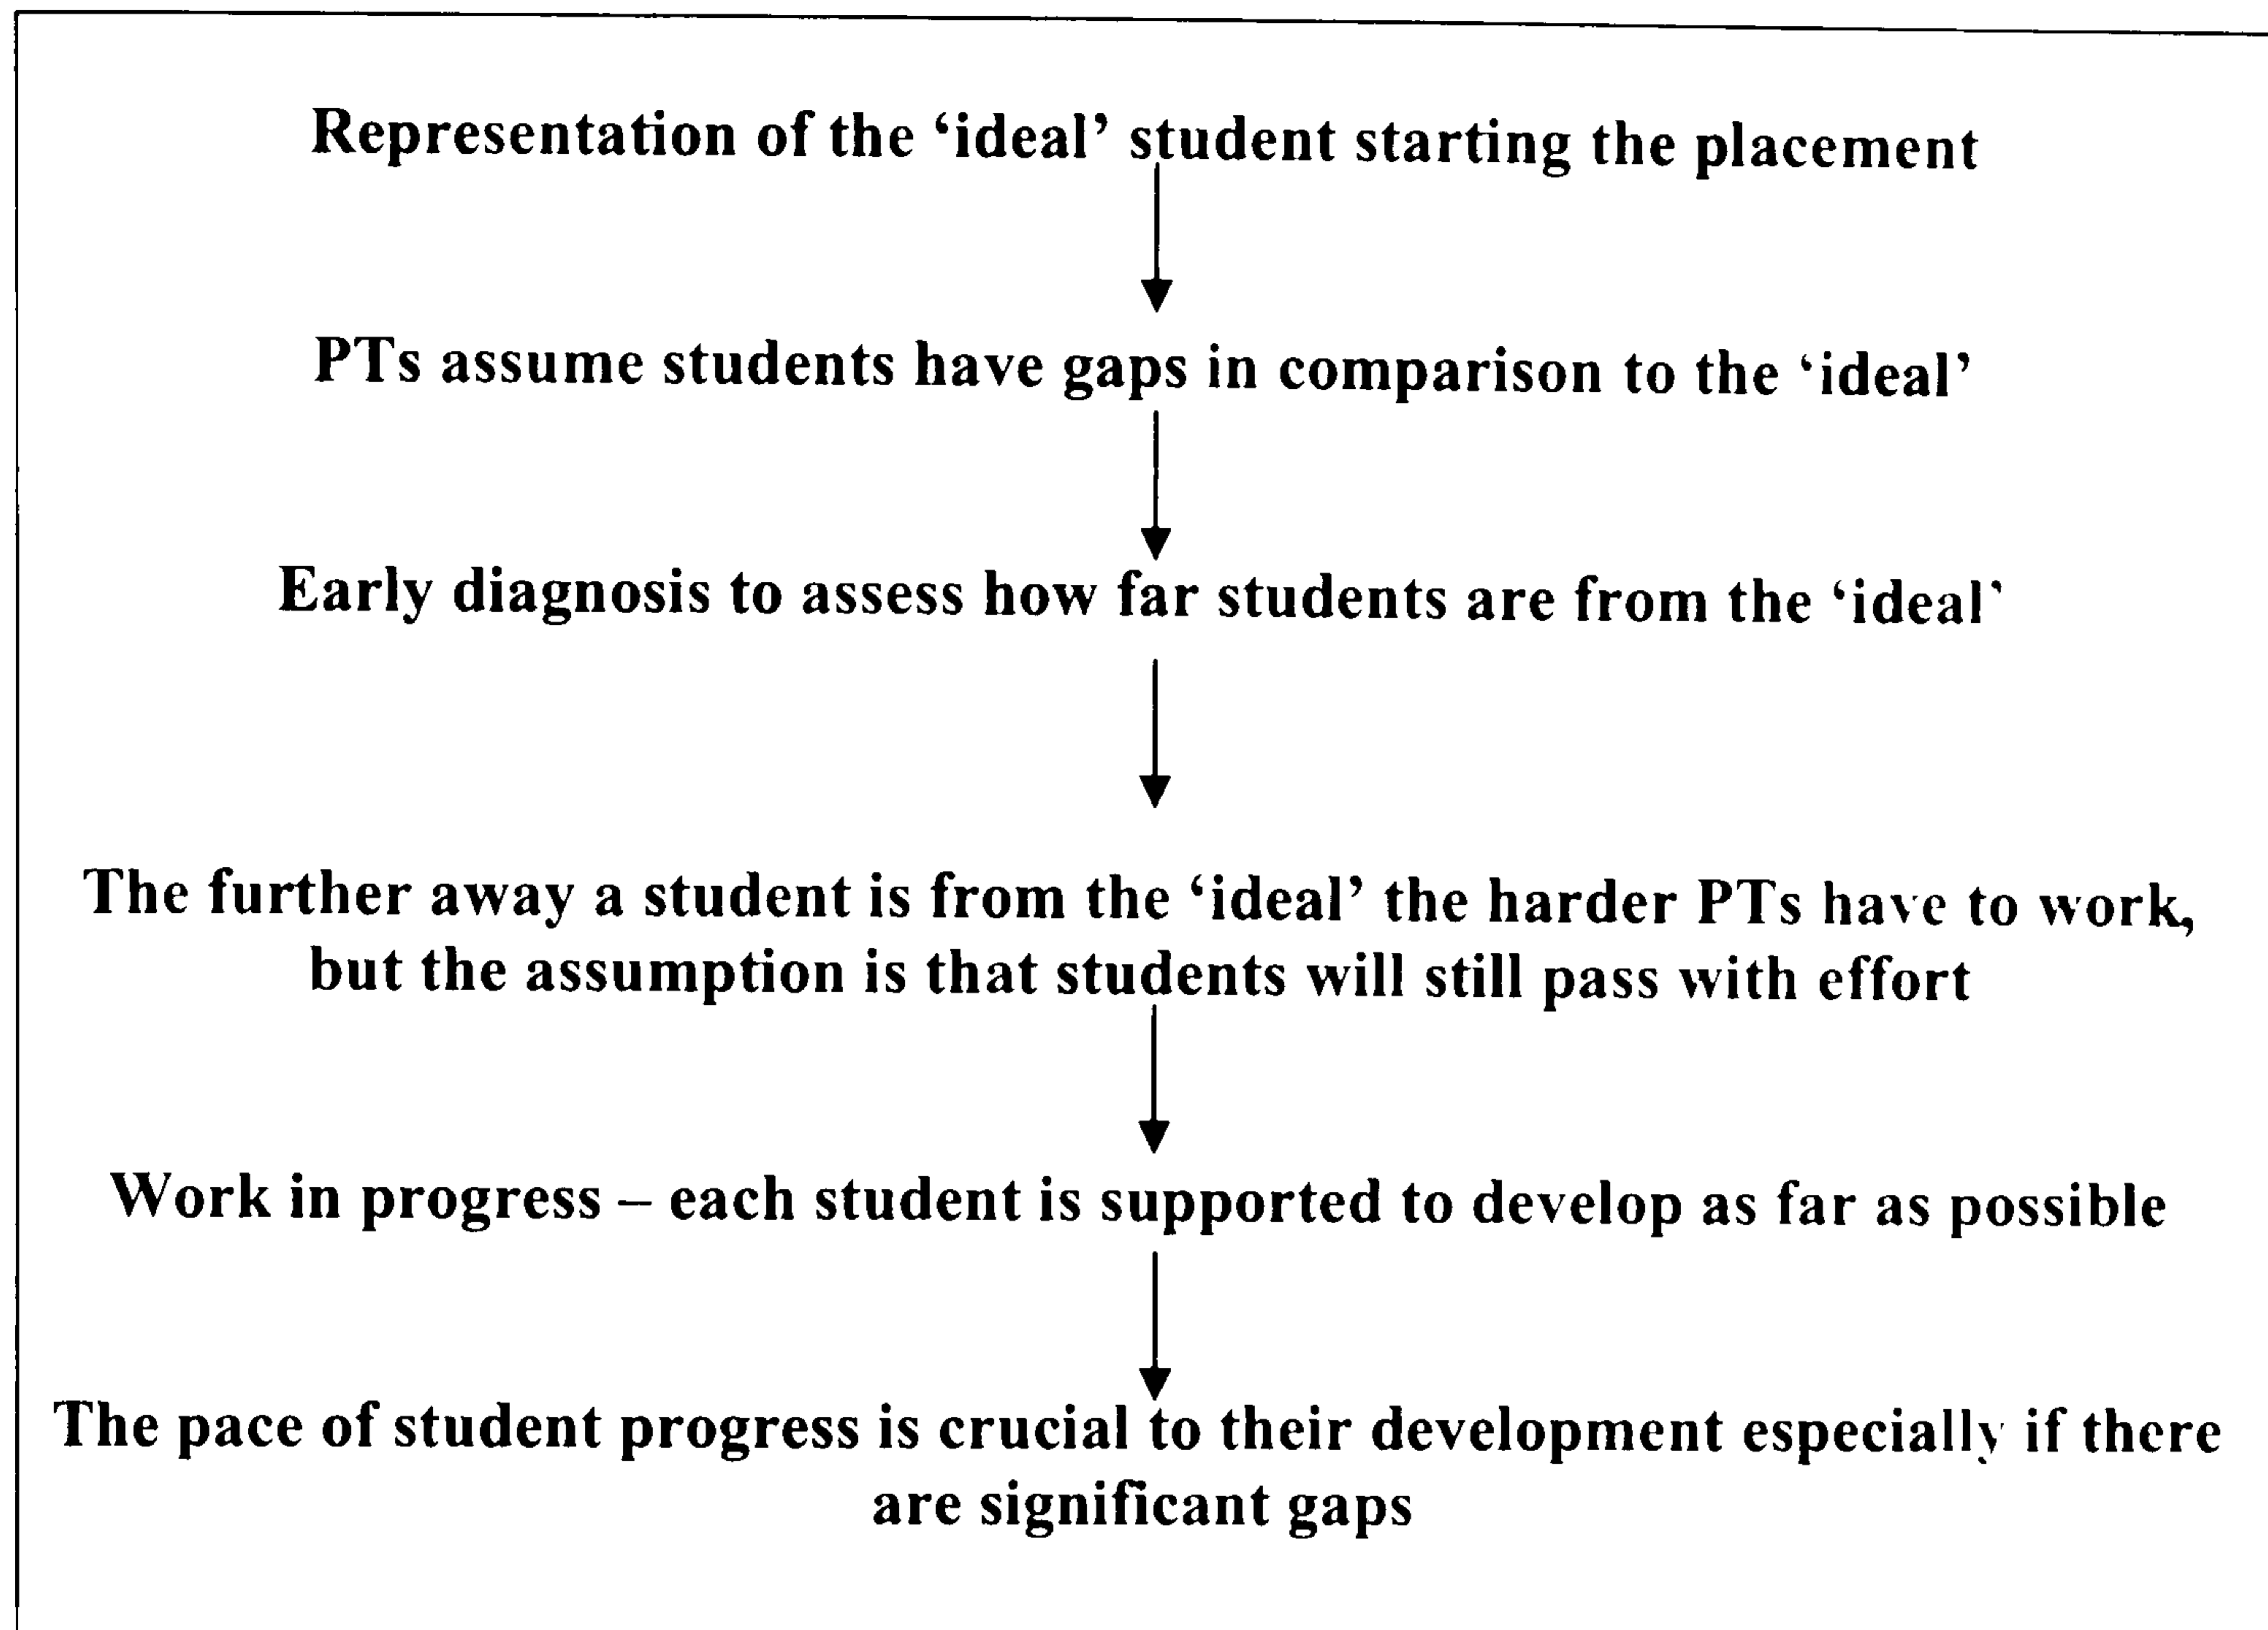 Representation of the ‘ideal’ student starting the placement
PTs assume students have gaps in comparison to the ‘ideal’
Early diagnosis to assess how far students are from the ‘ideal’
The further away a student is from the ‘ideal’ the harder PTs have to work,
but the assumption is that students will still pass with effort
Work in progress – each student is supported to develop as far as possible
The pace of student progress is crucial to their development especially if there
are significant gaps